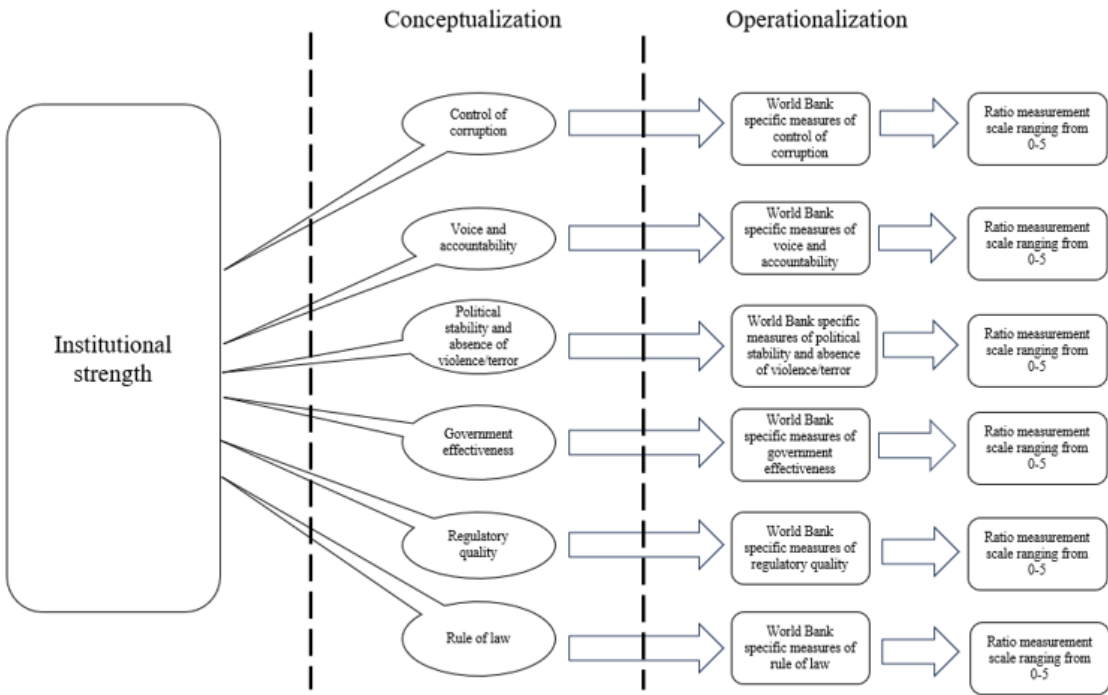 Conceptualization
Operationalization
Institutional
strength
Control of
corruption
World Bank
specific measures of
control of
corruption
Ratio measurement
scale ranging from
0-5
Voice and
accountability
World Bank
specific measures of
voice and
accountability
Ratio measurement
scale ranging from
0-5
Political
stability and
absence of
violence/terror
World Bank specific
measures of political
stability and absence
of violence/terror
Ratio measurement
scale ranging from
0-5
Government
effectiveness
World Bank
specific measures of
government
effectiveness
Ratio measurement
scale ranging from
0-5
Regulatory
quality
World Bank
specific measures of
regulatory quality
Ratio measurement
scale ranging from
0-5
Rule of law
World Bank
specific measures of
rule of law
Ratio measurement
scale ranging from
0-5